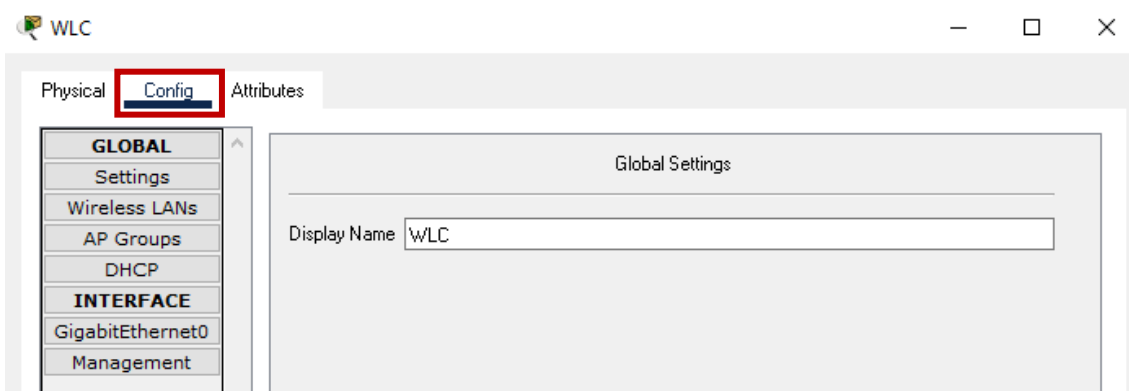 WLC
Physical Config Attributes
GLOBAL
Settings
Wireless LANs
AP Groups
DHCP
INTERFACE
GigabitEthernet0
Management
Global Settings
Display Name WLC